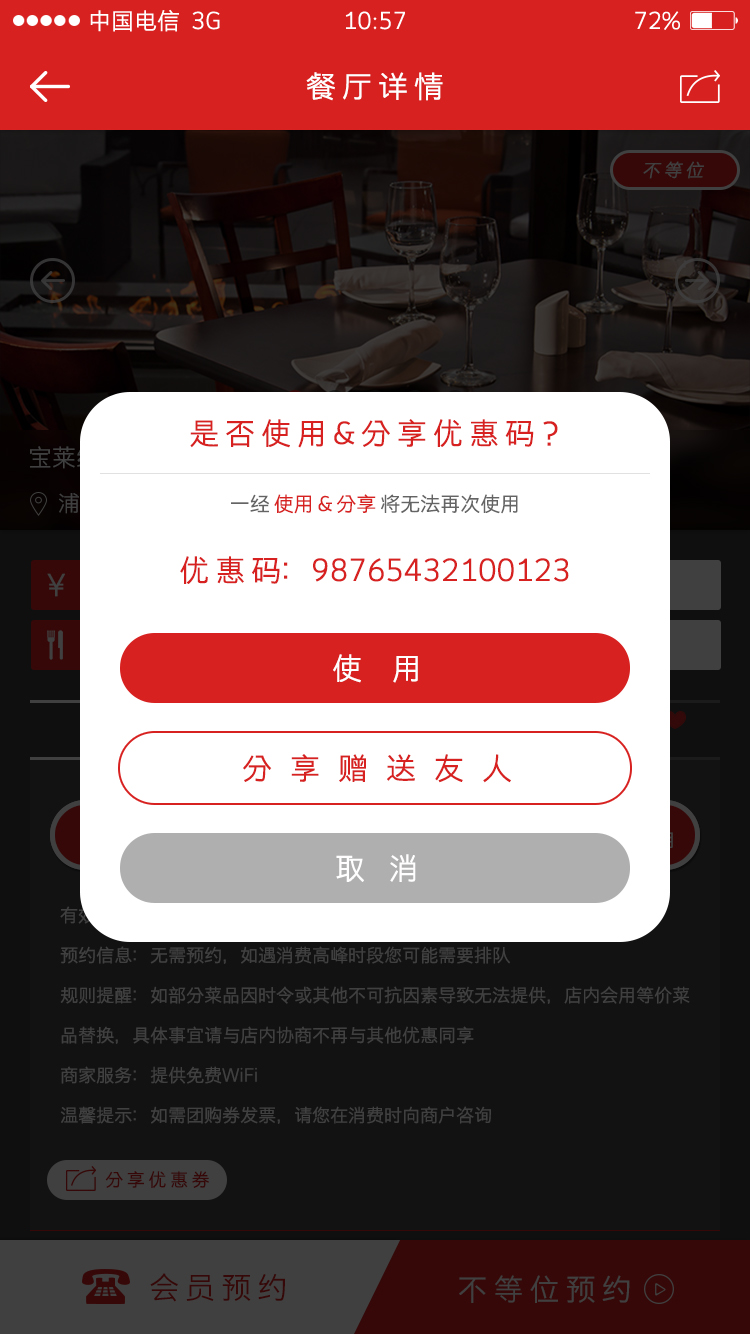 中国电信 3G 10:57 72%
餐厅详情
不等位
是否使用&分享优惠码?
宝莱
一经使用&分享将无法再次使用
浦
优惠码: 98765432100123
¥
使 用
分享赠送友人
取 消
有
预约信息: 无需预约, 如遇消费高峰时段您可能需要排队
规则提醒: 如部分菜品因时令或其他不可抗因素导致无法提供, 店内会用等价菜
品替换, 具体事宜请与店内协商不再与其他优惠同享
商家服务: 提供免费WiFi
温馨提示: 如需团购券发票, 请您在消费时向商户咨询
分享优惠券
会员预约 不等位预约